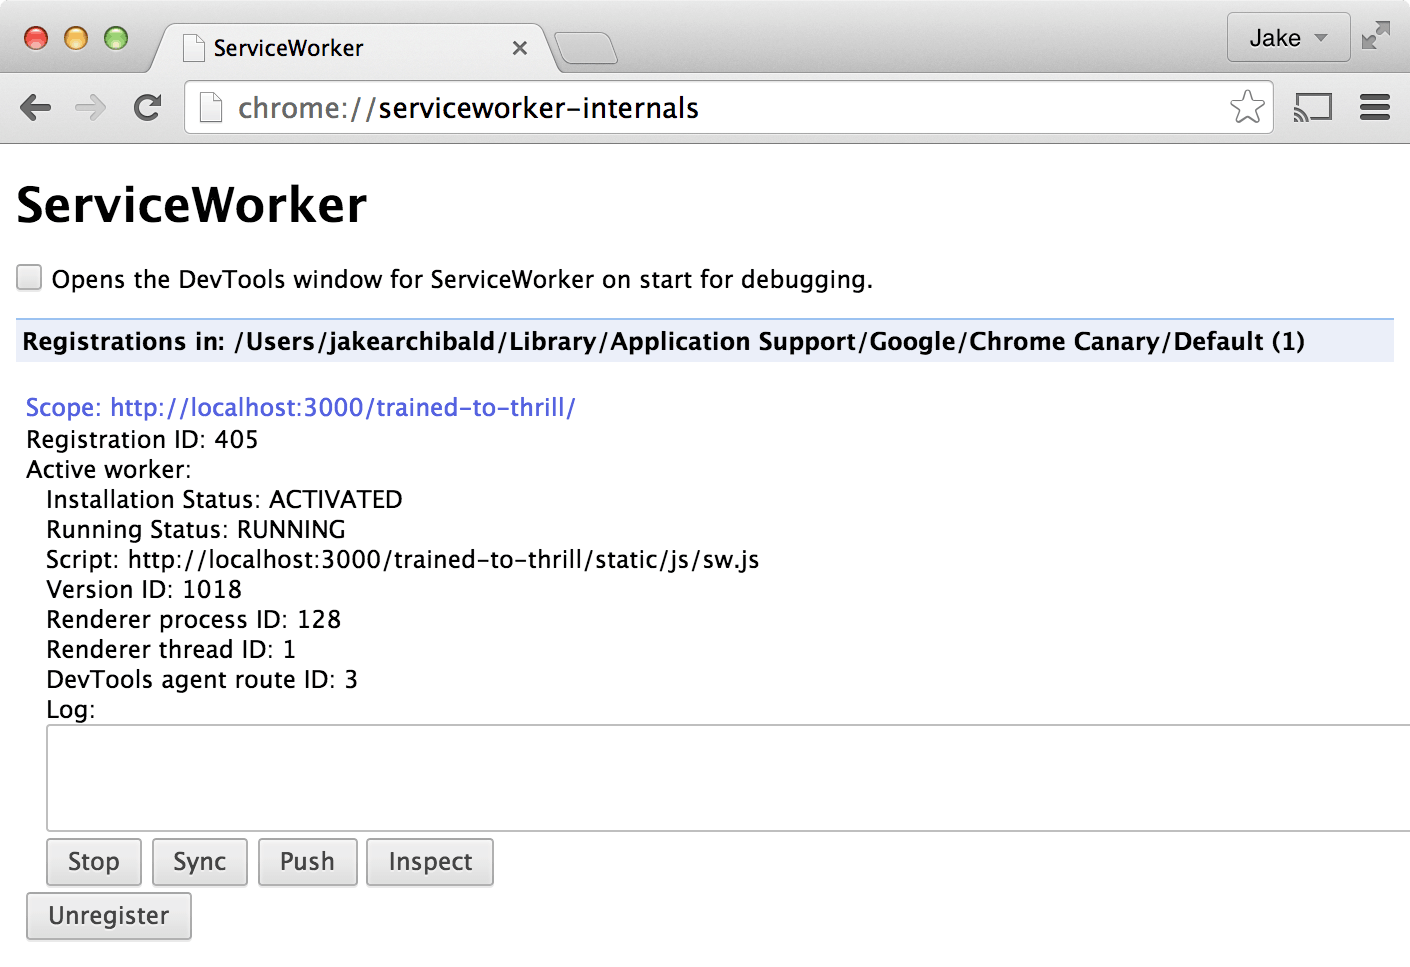 ServiceWorker
Jake
chrome://serviceworker-internals
ServiceWorker
Opens the DevTools window for ServiceWorker on start for debugging.
Registrations in: /Users/jakearchibald/Library/Application Support/Google/Chrome Canary/Default (1)
Scope: http://localhost:3000/trained-to-thrill/
Registration ID: 405
Active worker:
Installation Status: ACTIVATED
Running Status: RUNNING
Script: http://localhost:3000/trained-to-thrill/static/js/sw.js
Version ID: 1018
Renderer process ID: 128
Renderer thread ID: 1
DevTools agent route ID: 3
Log:
Stop Sync Push Inspect
Unregister